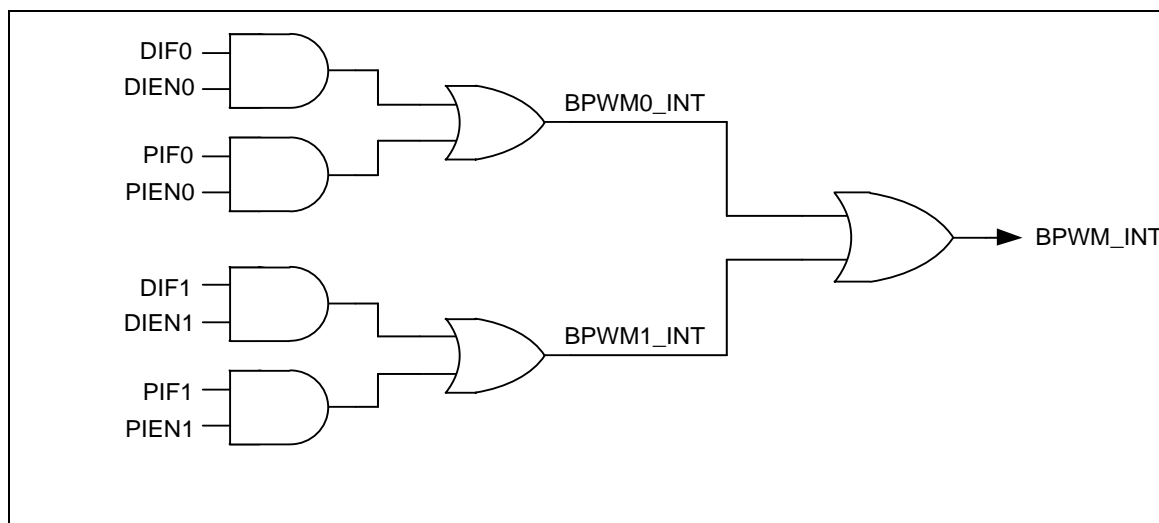 DIF0
DIEN0
BPWM0_INT
PIF0
PIEN0
BPWM_INT
DIF1
DIEN1
BPWM1_INT
PIF1
PIEN1